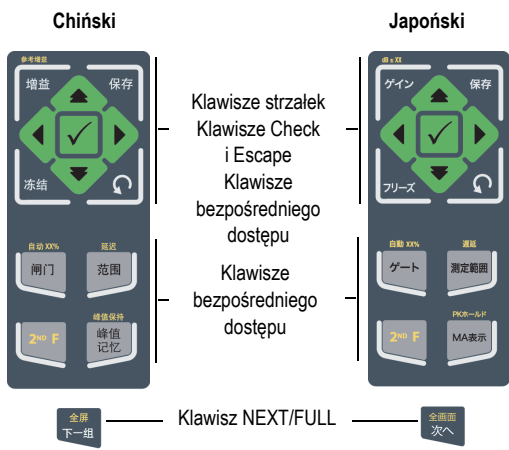 Chiński
Japoński
参考增益
增益
保存
冻结
自动 XX%
延迟
闸门
范围
峰值保持
2ND F
峰值
记忆
全屏
下一组
Klawisze strzałek
Klawisze Check
i Escape
Klawisze
bezpośredniego
dostępu
Klawisze
bezpośredniego
dostępu
Klawisz NEXT/FULL
dB ± XX
ゲイン
保存
フリーズ
自動 XX%
遅延
ゲート
測定範囲
PKホールド
2ND F
MA表示
全画面
次へ